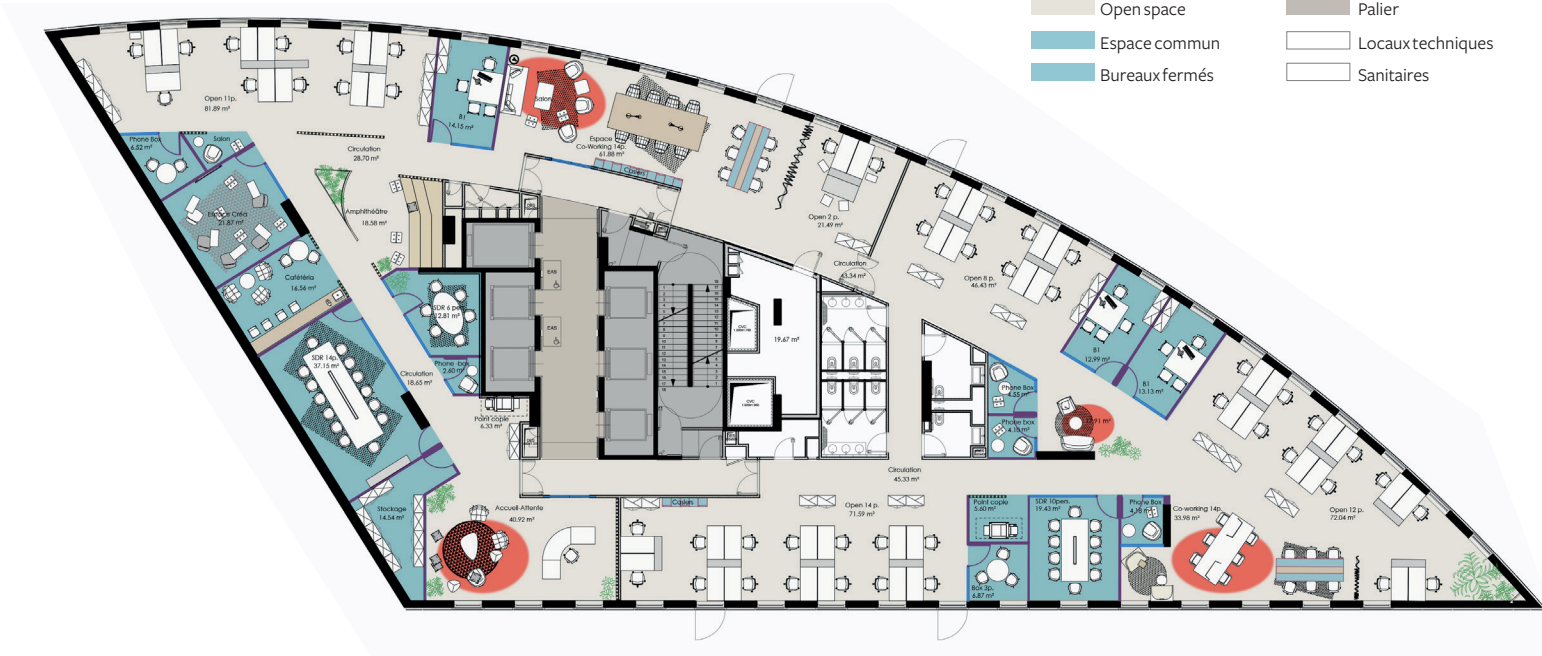 Open space
Palier
Espace commun
Locaux techniques
Bureaux fermés
Sanitaires
Open 11p.
81.89 m²
B1
14.15 m²
Salon
Espace
Co-Working 14p.
61.88 m²
Casiers
Phone Box
6.52 m²
Salon
Circulation
28.70 m²
Espace Créa
21.87 m²
Amphithéâtre
18.58 m²
Open 2 p.
21.49 m²
Circulation
43.34 m²
Open 8 p.
46.43 m²
Cafétéria
16.56 m²
SDR 6 pers
12.81 m²
EAS
EAS
CVC
19.67 m²
CVC
B1
12.99 m²
B1
13.13 m²
SDR 14p.
37.15 m²
Circulation
18.65 m²
Phone-box
2.60 m²
Point copie
6.33 m²
Phone Box
4.55 m²
Phone box
4.10 m²
Circulation
45.33 m²
Stockage
14.54 m²
Accueil-Attente
40.92 m²
Casiers
Open 14 p.
71.59 m²
Point copie
5.60 m²
SDR 10pers.
19.43 m²
Phone Box
4.18 m²
Co-working 14p.
33.98 m²
Open 12 p.
72.04 m²
Box 3p.
6.87 m²